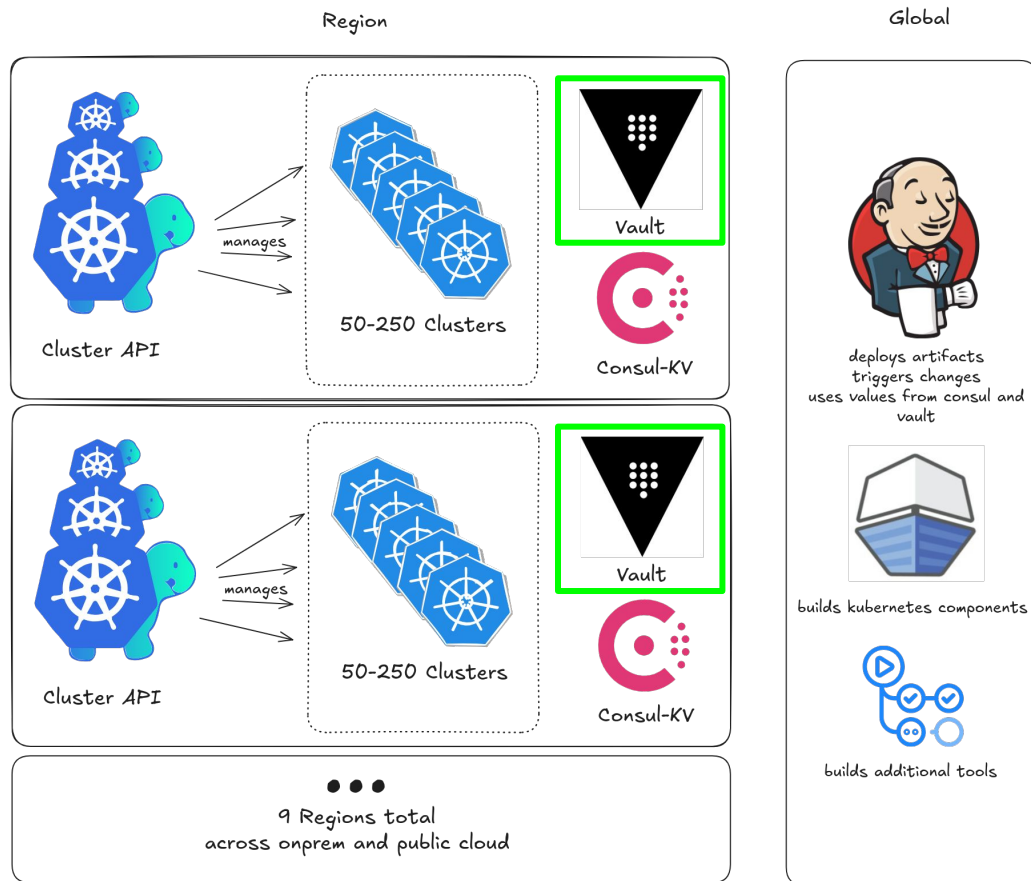 Region
Global
manages
Cluster API
50-250 Clusters
Vault
Consul-KV
manages
Cluster API
50-250 Clusters
Vault
Consul-KV
9 Regions total
across onprem and public cloud
deploys artifacts
triggers changes
uses values from consul and
vault
builds kubernetes components
builds additional tools